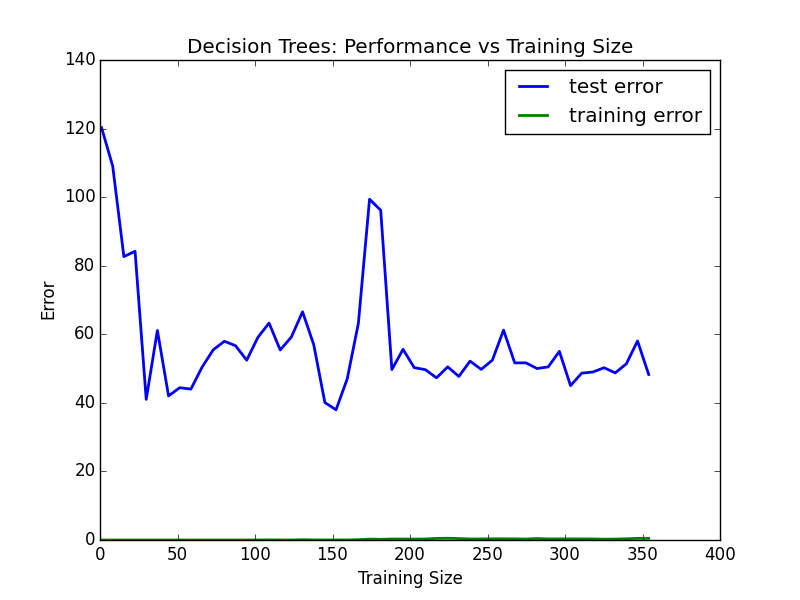 Decision Trees: Performance vs Training Size
140
120
100
80
60
40
20
0
Error
test error
training error
0 50 100 150 200 250 300 350 400
Training Size